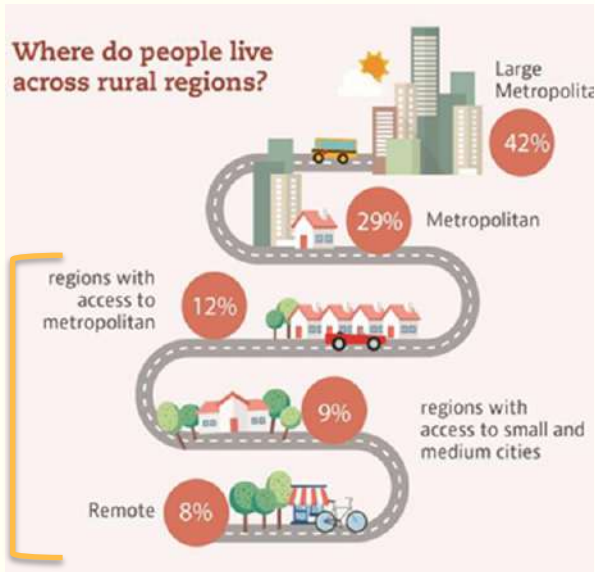 Where do people live
across rural regions?
Large
Metropolita
42%
29%
Metropolitan
regions with
access to
metropolitan
12%
9%
regions with
access to small and
medium cities
Remote
8%